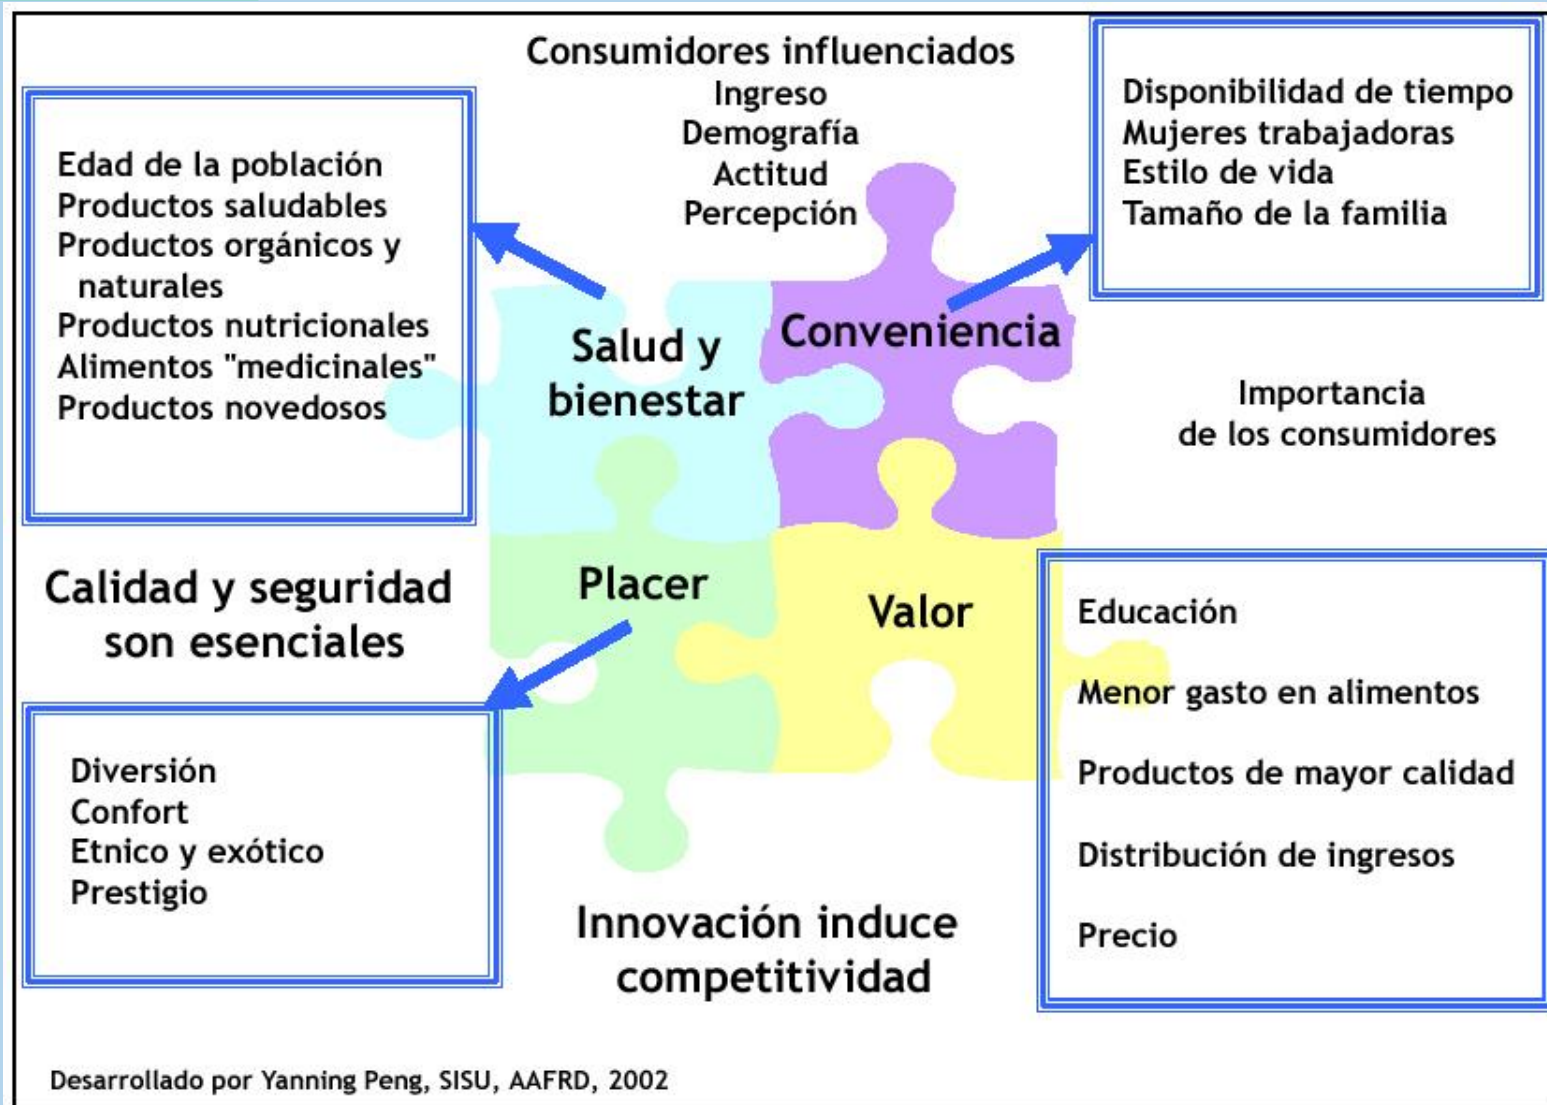 Consumidores influenciados
Ingreso
Demografía
Actitud
Percepción
Edad de la población
Productos saludables
Productos orgánicos y
naturales
Productos nutricionales
Alimentos "medicinales"
Productos novedosos
Disponibilidad de tiempo
Mujeres trabajadoras
Estilo de vida
Tamaño de la familia
Salud y
bienestar
Conveniencia
Importancia
de los consumidores
Calidad y seguridad
son esenciales
Placer
Valor
Educación
Menor gasto en alimentos
Productos de mayor calidad
Distribución de ingresos
Precio
Diversión
Confort
Etnico y exótico
Prestigio
Innovación induce
competitividad
Desarrollado por Yanning Peng, SISU, AAFRD, 2002